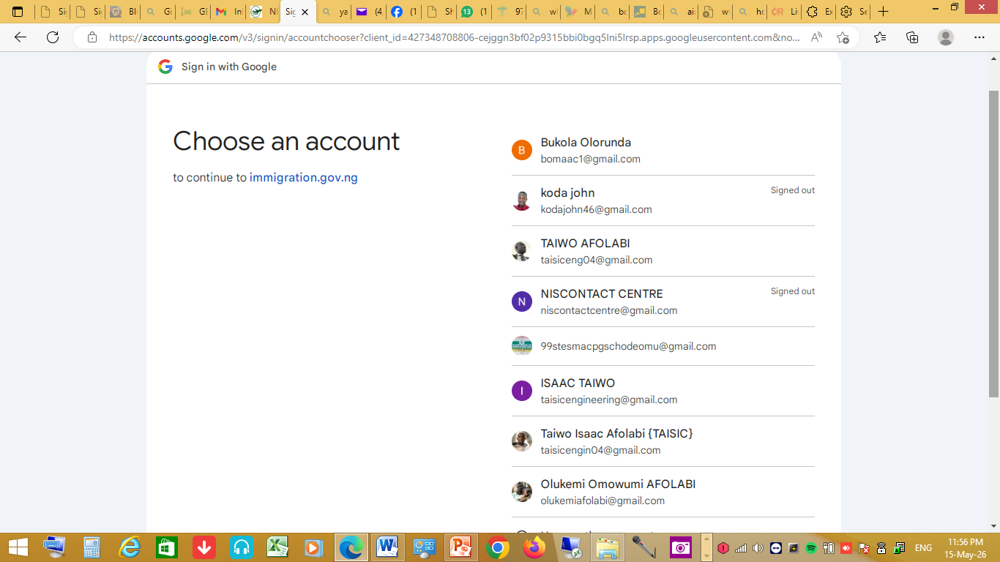 Si
Si
Bl
Gi
GE
In
NI
Sig
ya
(4
(1
Sh
13
(1
97
w
M
bo
Bo
ai
w
ho
CR
Li
Ex
Se
https://accounts.google.com/v3/signin/accountchooser?client_id=427348708806-cejggn3bf02p9315bbi0bgq5lni5lrsp.apps.googleusercontent.com&no...
Sign in with Google
Choose an account
to continue to immigration.gov.ng
B
Bukola Olorunda
bomaac1@gmail.com
koda john
Signed out
kodajohn46@gmail.com
TAIWO AFOLABI
taisiceng04@gmail.com
N
NISCONTACT CENTRE
Signed out
niscontactcentre@gmail.com
99stesmacpgschodeomu@gmail.com
I
ISAAC TAIWO
taisicengineering@gmail.com
Taiwo Isaac Afolabi {TAISIC}
taisicengin04@gmail.com
Olukemi Omowumi AFOLABI
olukemiafolabi@gmail.com
ENG
11:56 PM
15-May-26